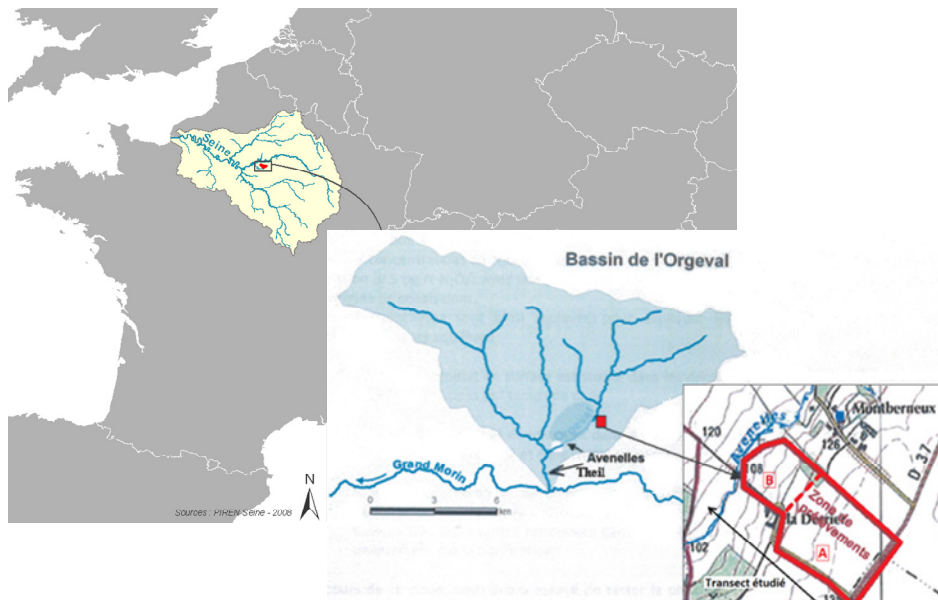 Seine
N
Sources : PIREN-Seine - 2008
Bassin de l'Orgeval
Avenelles
Theil
Grand Morin
0 3 6
km
Montberneux
Avenelles
120
126
108
D 37
B
Zone de
prélèvements
la Dérrie
A
102
Transect étudié